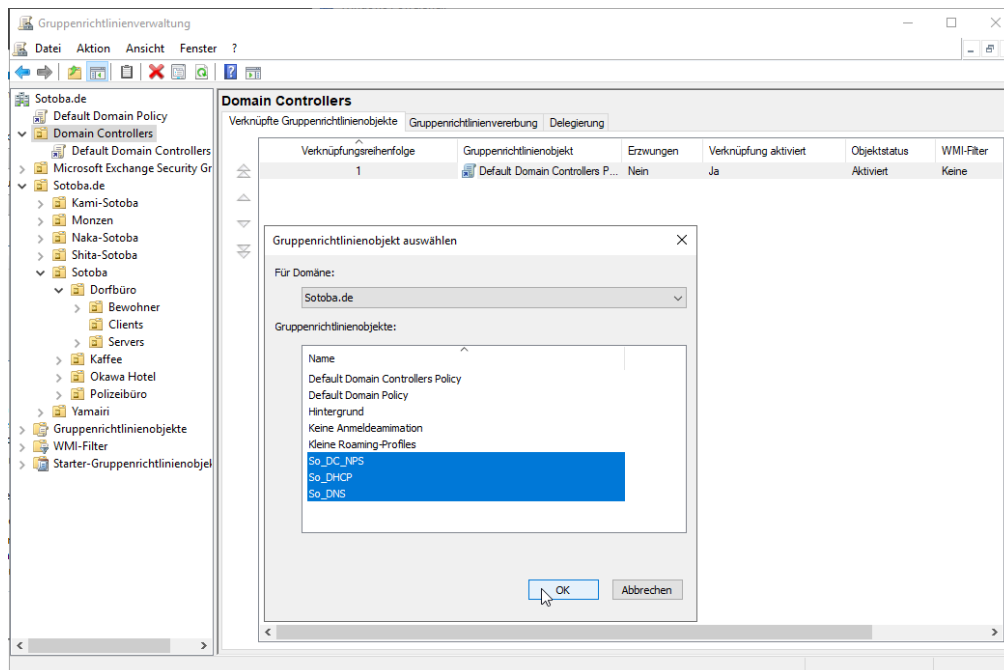 Gruppenrichtlinienverwaltung
Datei Aktion Ansicht Fenster ?
Sotoba.de
Default Domain Policy
Domain Controllers
Default Domain Controllers
Microsoft Exchange Security Gr
Sotoba.de
Kami-Sotoba
Monzen
Naka-Sotoba
Shita-Sotoba
Sotoba
Dorfbüro
Bewohner
Clients
Servers
Kaffee
Okawa Hotel
Polizeibüro
Yamairi
Gruppenrichtlinienobjekte
WMI-Filter
Starter-Gruppenrichtlinienobjek
Domain Controllers
Verknüpfte Gruppenrichtlinienobjekte Gruppenrichtlinienvererbung Delegierung
Verknüpfungsreihenfolge Gruppenrichtlinienobjekt Erzwungen Verknüpfung aktiviert Objektstatus WMI-Filter
1 Default Domain Controllers P... Nein Ja Aktiviert Keine
Gruppenrichtlinienobjekt auswählen
Für Domäne:
Sotoba.de
Gruppenrichtlinienobjekte:
Name
Default Domain Controllers Policy
Default Domain Policy
Hintergrund
Keine Anmeldeamimation
Kleine Roaming-Profiles
So_DC_NPS
So_DHCP
So_DNS
OK Abbrechen